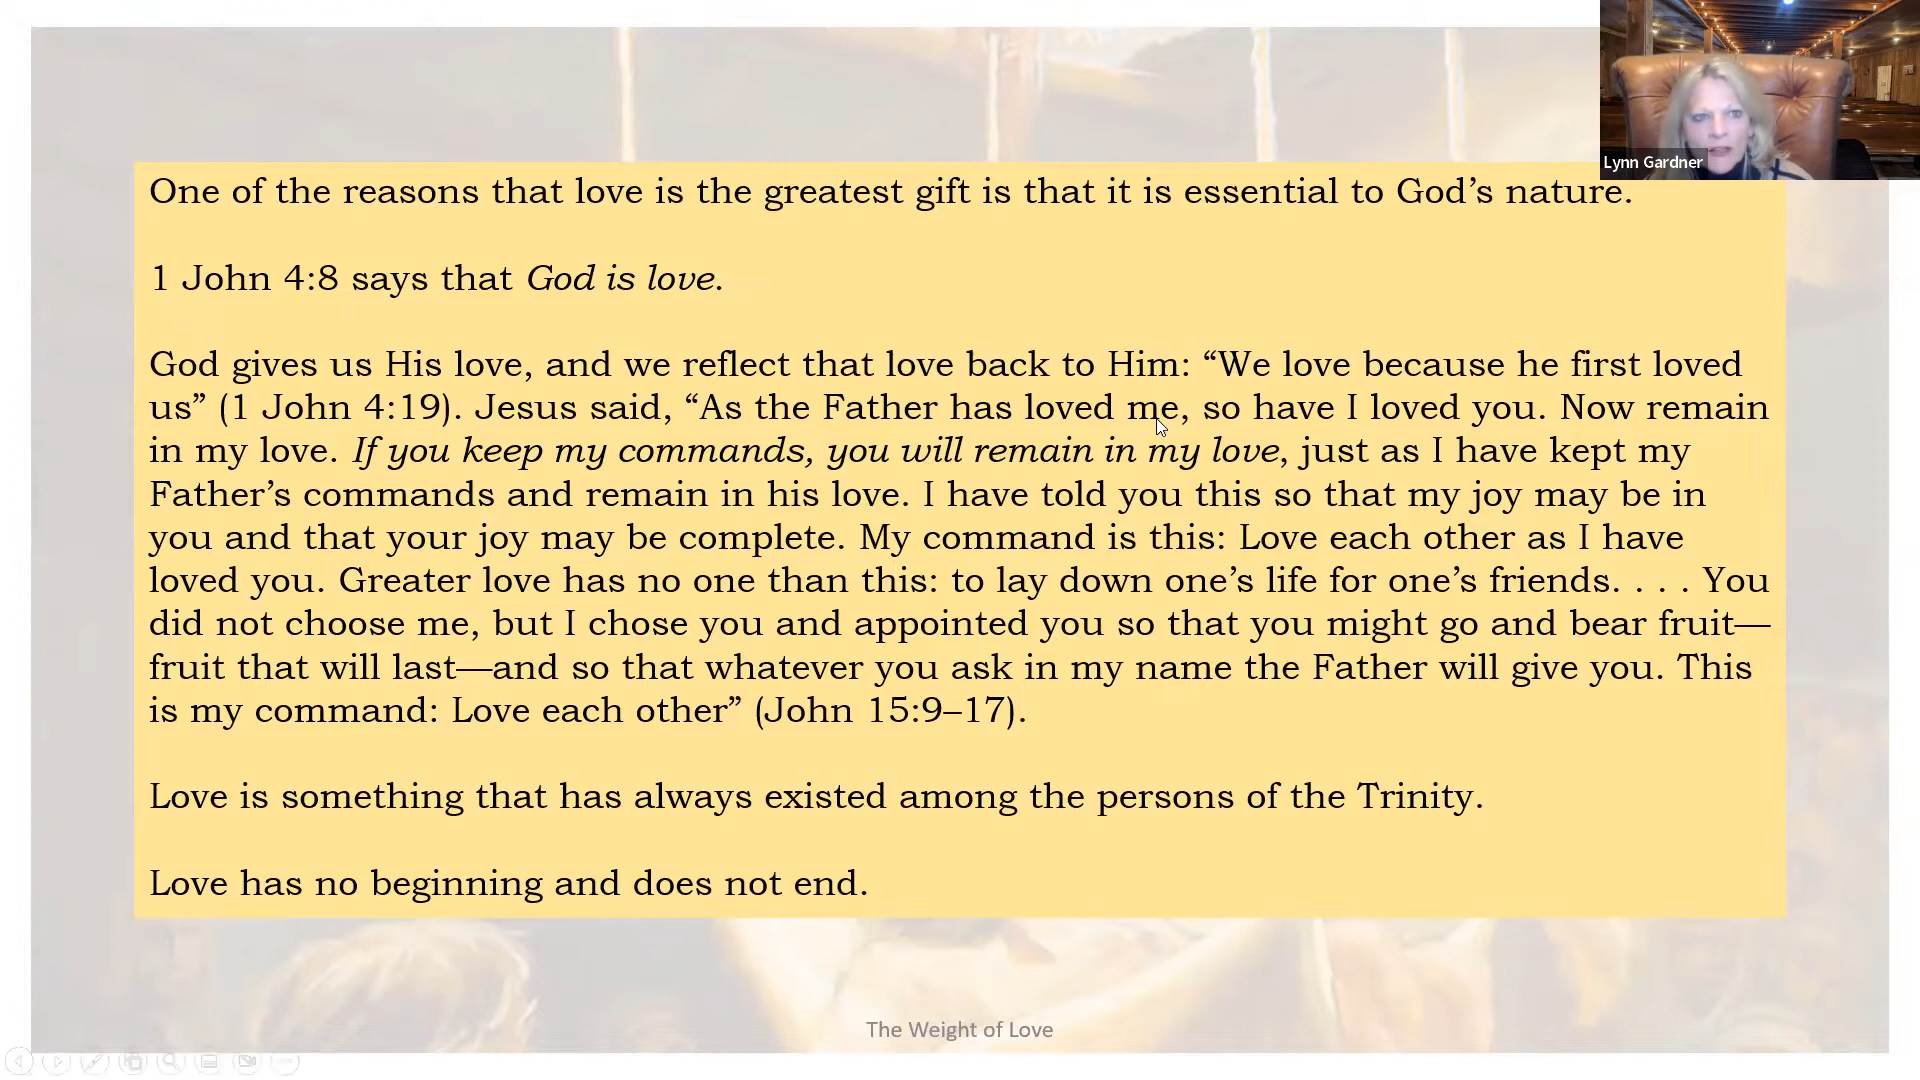 Lynn Gardner
One of the reasons that love is the greatest gift is that it is essential to God’s nature.
1 John 4:8 says that God is love.
God gives us His love, and we reflect that love back to Him: “We love because he first loved
us” (1 John 4:19). Jesus said, “As the Father has loved me, so have I loved you. Now remain
in my love. If you keep my commands, you will remain in my love, just as I have kept my
Father’s commands and remain in his love. I have told you this so that my joy may be in
you and that your joy may be complete. My command is this: Love each other as I have
loved you. Greater love has no one than this: to lay down one’s life for one’s friends. . . . You
did not choose me, but I chose you and appointed you so that you might go and bear fruit—
fruit that will last—and so that whatever you ask in my name the Father will give you. This
is my command: Love each other” (John 15:9–17).
Love is something that has always existed among the persons of the Trinity.
Love has no beginning and does not end.
The Weight of Love